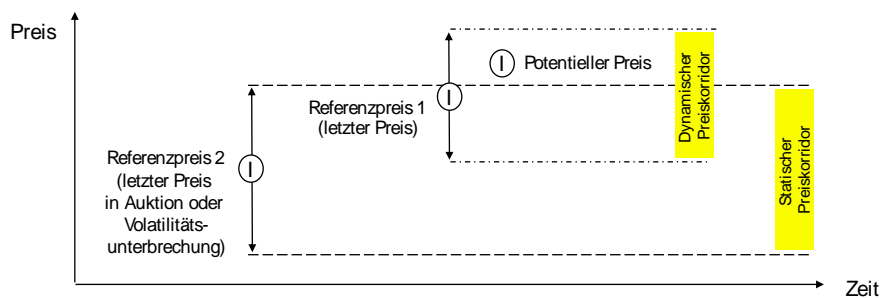 Preis
I
Potentieller Preis
Dynamischer
Preiskorridor
I
Referenzpreis 1
(letzter Preis)
Statischer
Preiskorridor
Referenzpreis 2
(letzter Preis
in Auktion oder
Volatilitäts-
unterbrechung)
I
Zeit